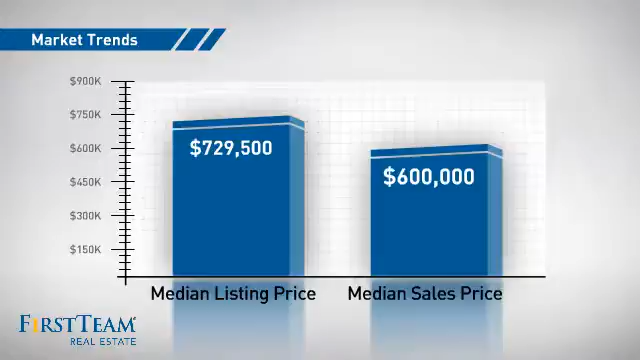 Market Trends
$900K
$750K
$600K
$450K
$300K
$150K
$729,500
$600,000
Median Listing Price
Median Sales Price
FIRSTTEAM®
REAL ESTATE